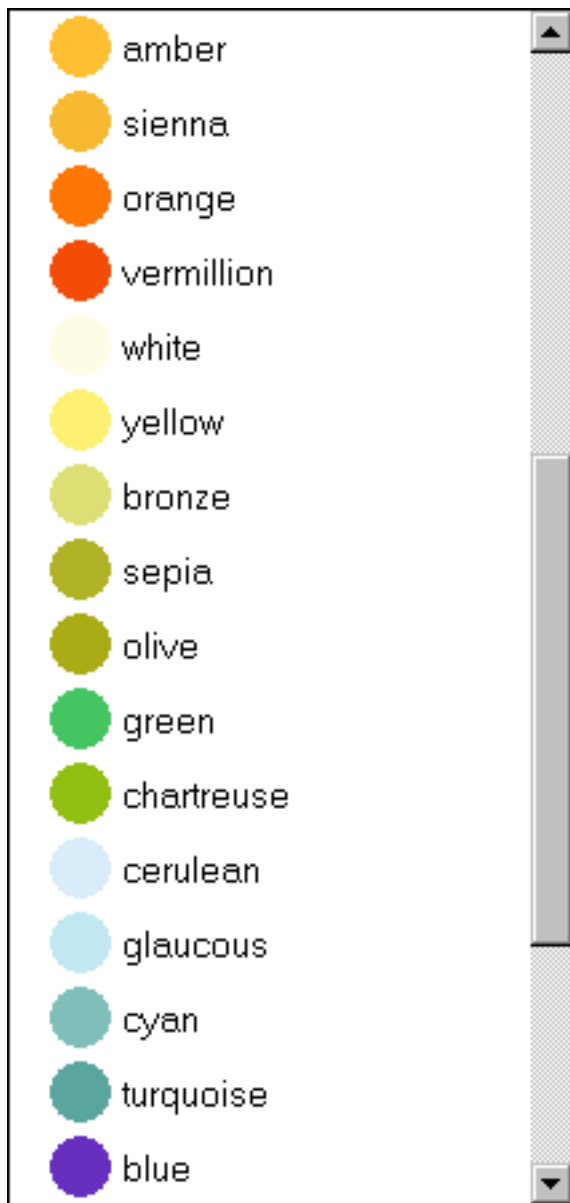 amber
sienna
orange
vermillion
white
yellow
bronze
sepia
olive
green
chartreuse
cerulean
glaucous
cyan
turquoise
blue